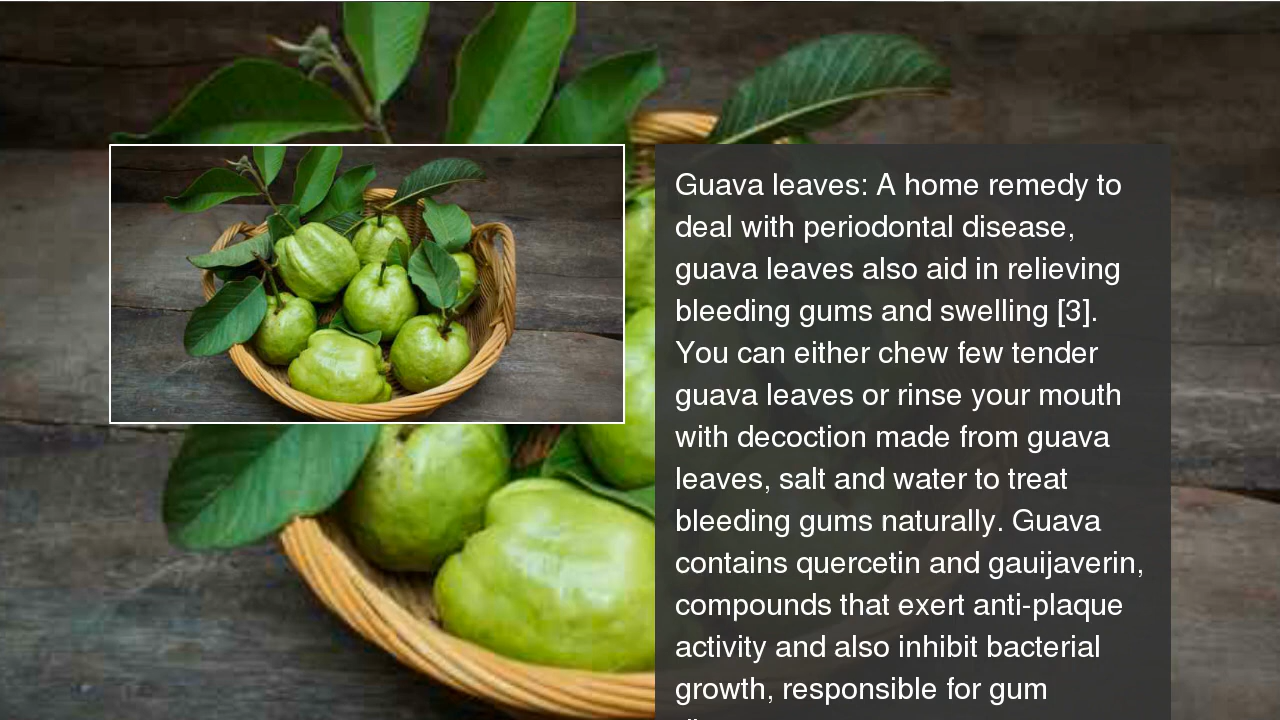 Guava leaves: A home remedy to
deal with periodontal disease,
guava leaves also aid in relieving
bleeding gums and swelling [3].
You can either chew few tender
guava leaves or rinse your mouth
with decoction made from guava
leaves, salt and water to treat
bleeding gums naturally. Guava
contains quercetin and gauijaverin,
compounds that exert anti-plaque
activity and also inhibit bacterial
growth, responsible for gum